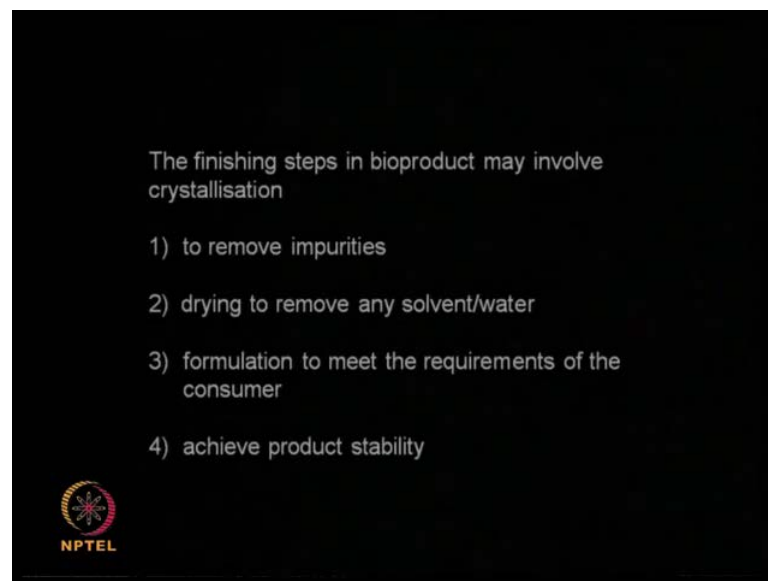 The finishing steps in bioproduct may involve
crystallisation
1) to remove impurities
2) drying to remove any solvent/water
3) formulation to meet the requirements of the
consumer
4) achieve product stability
NPTEL